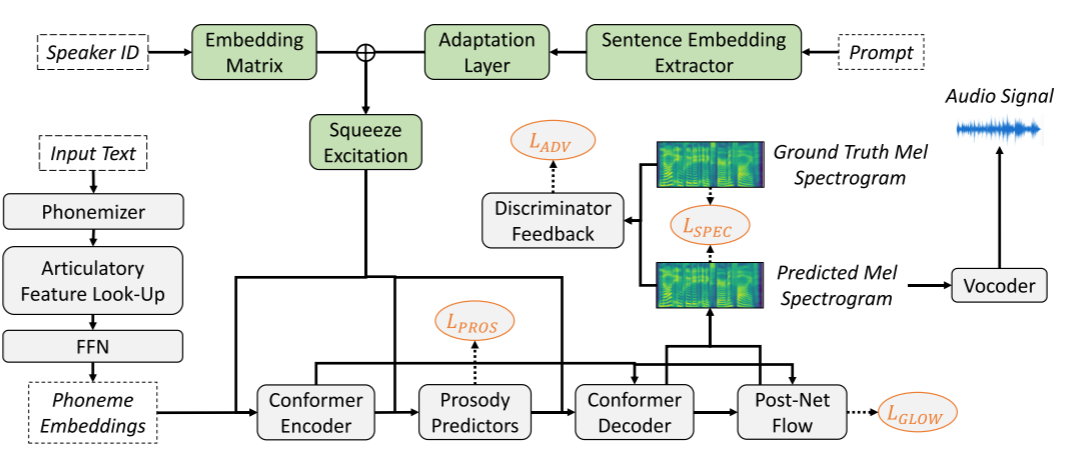 Speaker ID
Embedding
Matrix
Adaptation
Layer
Sentence Embedding
Extractor
Prompt
Audio Signal
Squeeze
Excitation
Input Text
L_ADV
Ground Truth Mel
Spectrogram
Phonemizer
Discriminator
Feedback
L_SPEC
Articulatory
Feature Look-Up
Predicted Mel
Spectrogram
Vocoder
L_PROS
FFN
Phoneme
Embeddings
Conformer
Encoder
Prosody
Predictors
Conformer
Decoder
Post-Net
Flow
L_GLOW